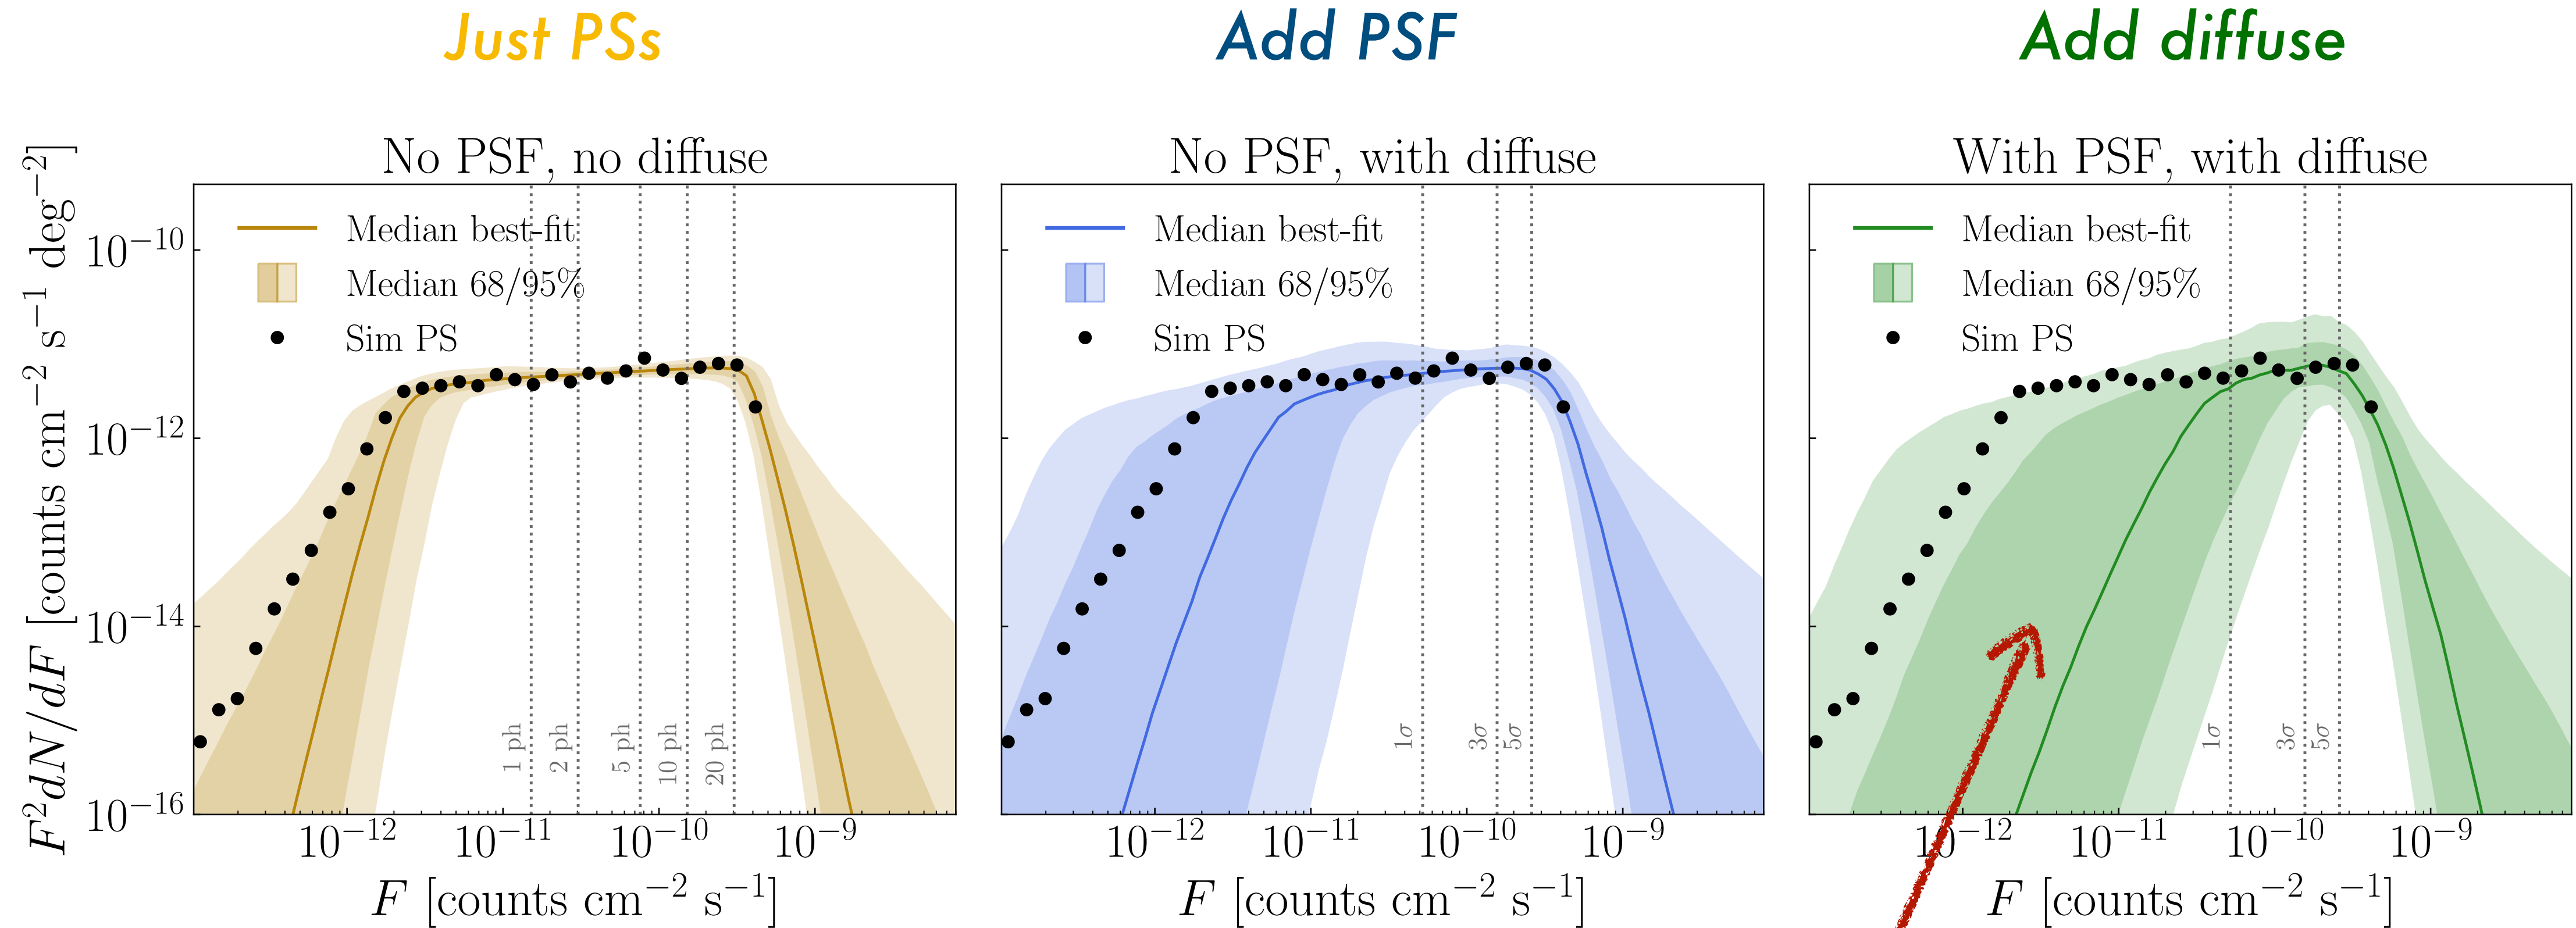 Just PSs
Add PSF
Add diffuse
No PSF, no diffuse
No PSF, with diffuse
With PSF, with diffuse
F²dN/dF [counts cm⁻² s⁻¹ deg⁻²]
10⁻¹⁰
10⁻¹²
10⁻¹⁴
10⁻¹⁶
Median best-fit
Median 68/95%
Sim PS
1 ph
2 ph
5 ph
10 ph
20 ph
10⁻¹²
10⁻¹¹
10⁻¹⁰
10⁻⁹
F [counts cm⁻² s⁻¹]
Median best-fit
Median 68/95%
Sim PS
1σ
3σ
5σ
10⁻¹²
10⁻¹¹
10⁻¹⁰
10⁻⁹
F [counts cm⁻² s⁻¹]
Median best-fit
Median 68/95%
Sim PS
1σ
3σ
5σ
10⁻¹²
10⁻¹¹
10⁻¹⁰
10⁻⁹
F [counts cm⁻² s⁻¹]